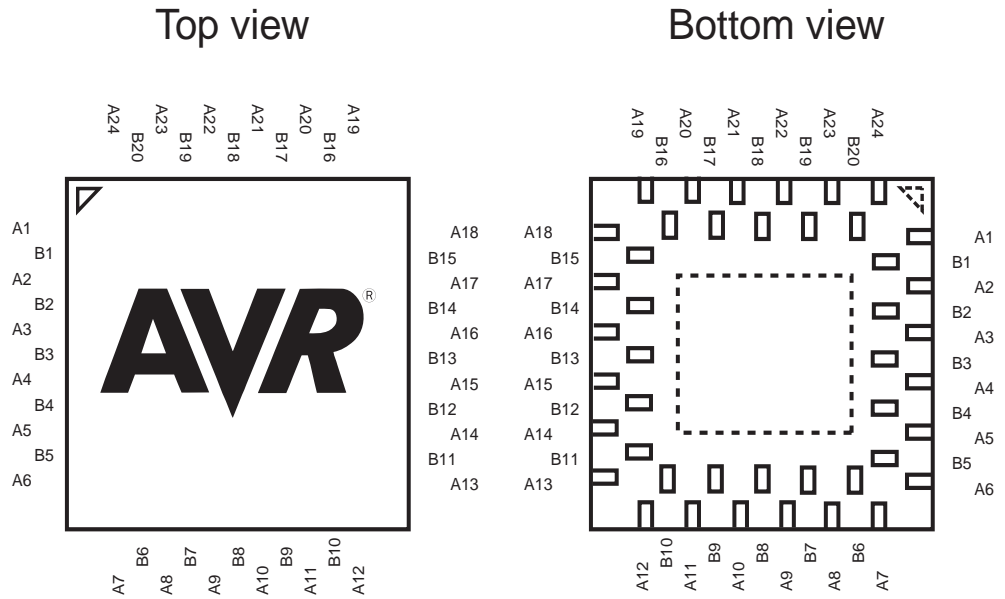 Top view
Bottom view
A24
B20
A23
B19
A22
B18
A21
B17
A20
B16
A19
A1
B1
A2
B2
A3
B3
A4
B4
A5
B5
A6
AVR®
A18
B15
A17
B14
A16
B13
A15
B12
A14
B11
A13
A7
B6
A8
B7
A9
B8
A10
B9
A11
B10
A12
A19
B16
A20
B17
A21
B18
A22
B19
A23
B20
A24
A18
B15
A17
B14
A16
B13
A15
B12
A14
B11
A13
A1
B1
A2
B2
A3
B3
A4
B4
A5
B5
A6
A12
B10
A11
B9
A10
B8
A9
B7
A8
B6
A7